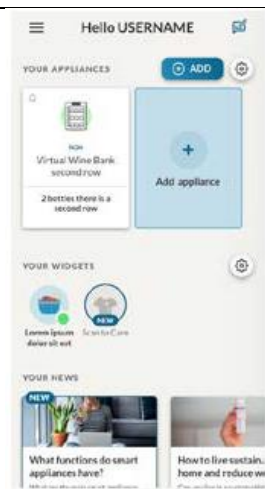 Hello USERNAME
YOUR APPLIANCES
ADD
Virtual Wine Bank
second row
2 bottles there is a
second row
Add appliance
YOUR WIDGETS
Lorem ipsum
dolor sit est
NEW
Scan to Care
YOUR NEWS
NEW
What functions do smart
appliances have?
How to live sustain...
home and reduce we